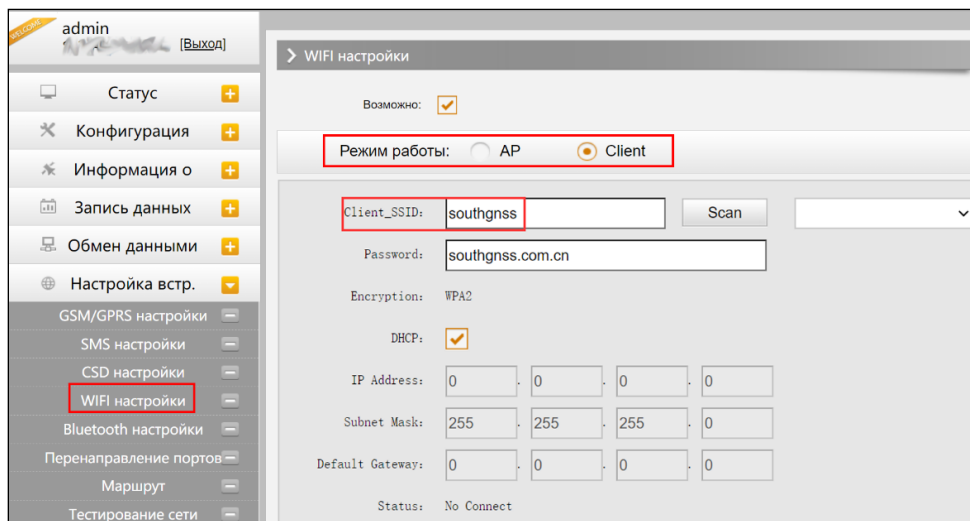 WELCOME
admin
[Выход]
Статус
Конфигурация
Информация о
Запись данных
Обмен данными
Настройка встр.
GSM/GPRS настройки
SMS настройки
CSD настройки
WIFI настройки
Bluetooth настройки
Перенаправление портов
Маршрут
Тестирование сети
WIFI настройки
Возможно:
Режим работы: AP Client
Client_SSID: southgnss Scan
Password: southgnss.com.cn
Encryption: WPA2
DHCP:
IP Address: 0 . 0 . 0 . 0
Subnet Mask: 255 . 255 . 255 . 0
Default Gateway: 0 . 0 . 0 . 0
Status: No Connect